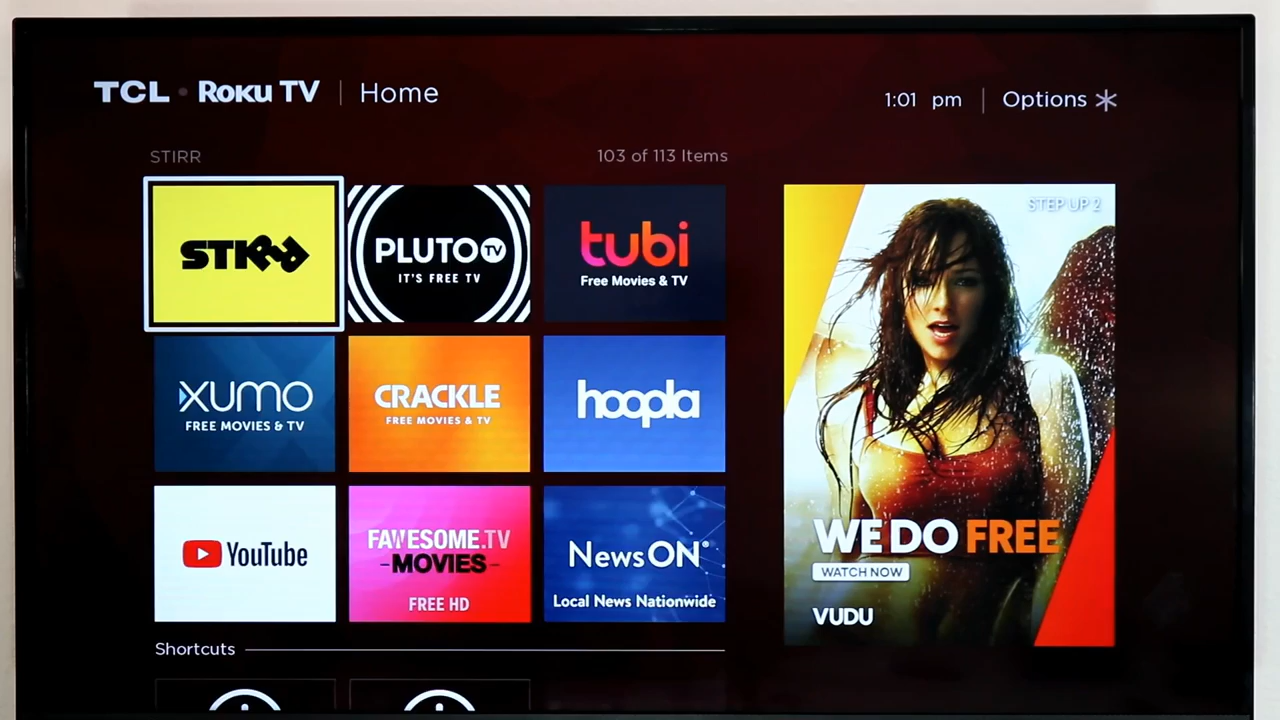 TCL • Roku TV | Home
1:01 pm | Options
STIRR
103 of 113 Items
STIRR
PLUTO TV
IT'S FREE TV
tubi
Free Movies & TV
XUMO
FREE MOVIES & TV
CRACKLE
FREE MOVIES & TV
hoopla
YouTube
FAWESOME.TV
-MOVIES-
FREE HD
NewsON®
Local News Nationwide
Shortcuts
STEP UP 2
WE DO FREE
WATCH NOW
VUDU